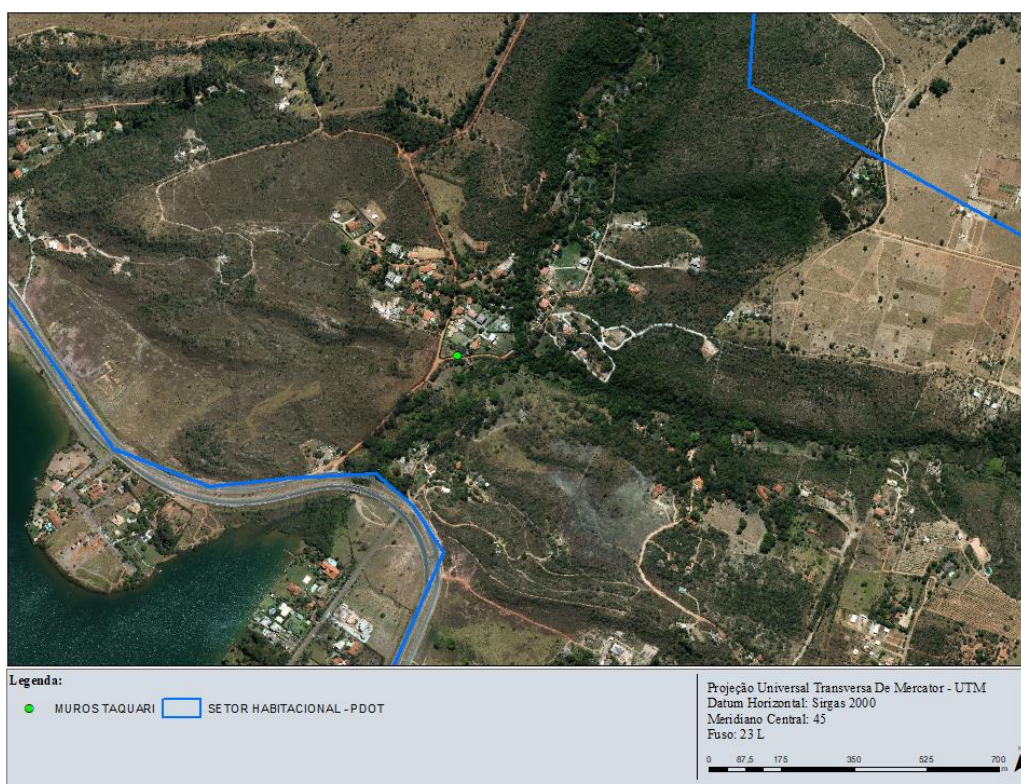 Legenda:
MUROS TAQUARI SETOR HABITACIONAL - PDOT
Projeção Universal Transversa De Mercator - UTM
Datum Horizontal: Sirgas 2000
Meridiano Central: 45
Fuso: 23 L
0 87,5 175 350 525 700
m